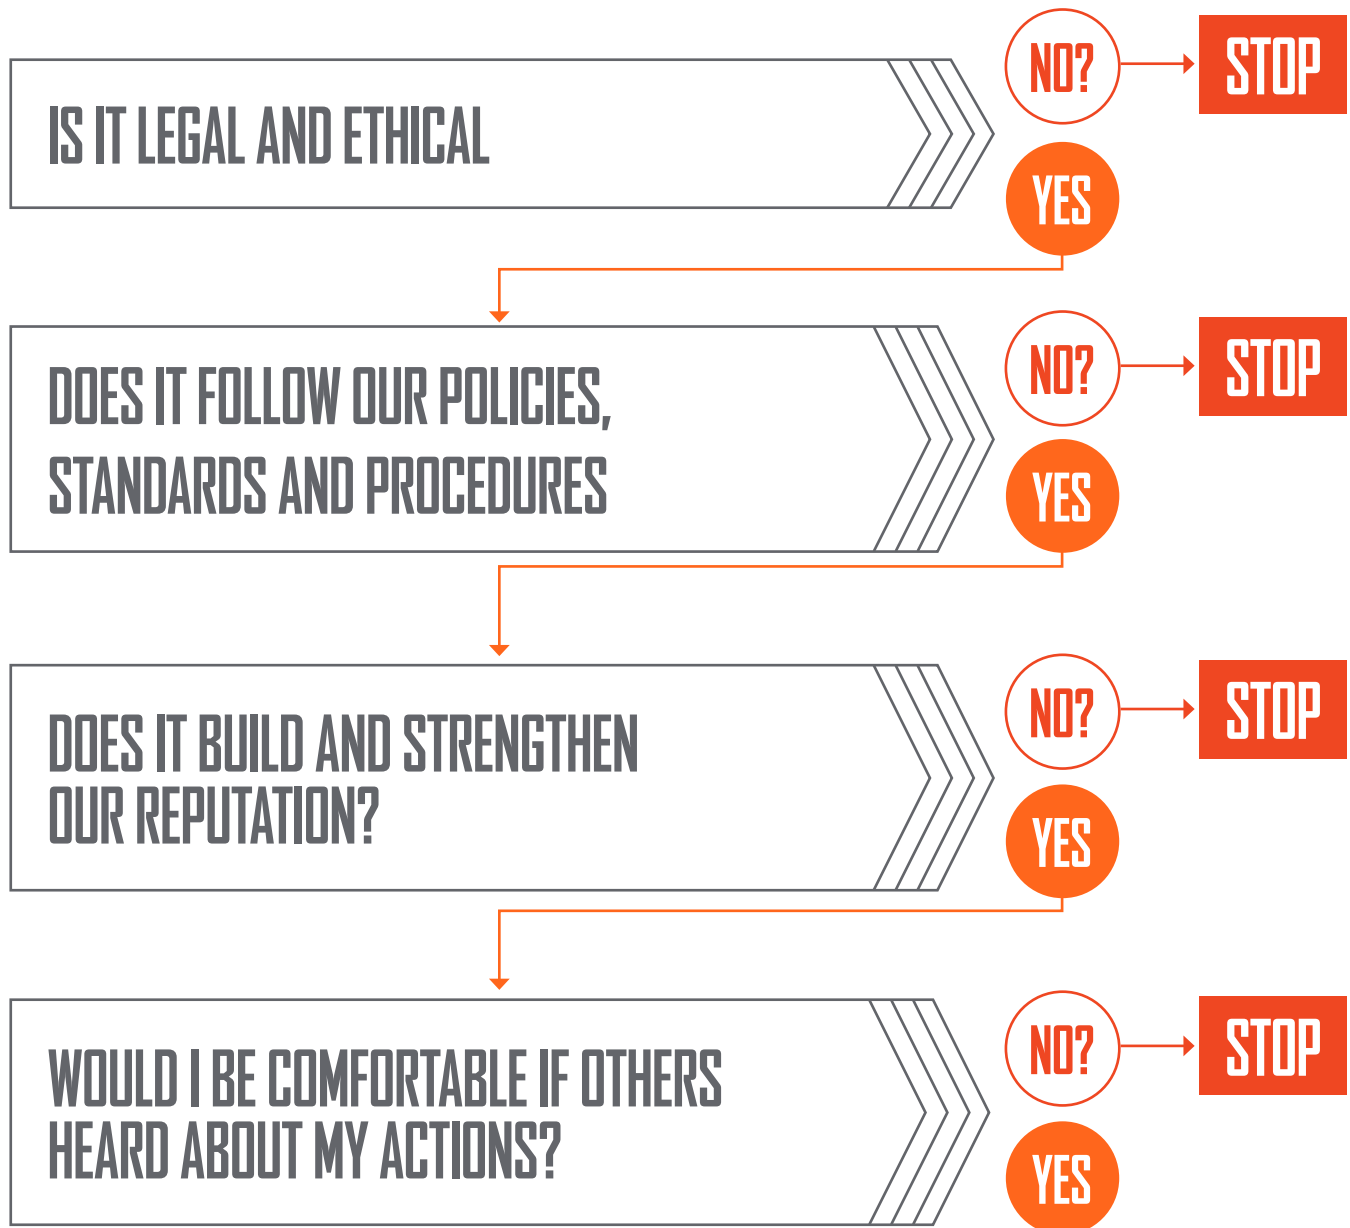 IS IT LEGAL AND ETHICAL
NO?
STOP
YES
DOES IT FOLLOW OUR POLICIES,
STANDARDS AND PROCEDURES
NO?
STOP
YES
DOES IT BUILD AND STRENGTHEN
OUR REPUTATION?
NO?
STOP
YES
WOULD I BE COMFORTABLE IF OTHERS
HEARD ABOUT MY ACTIONS?
NO?
STOP
YES